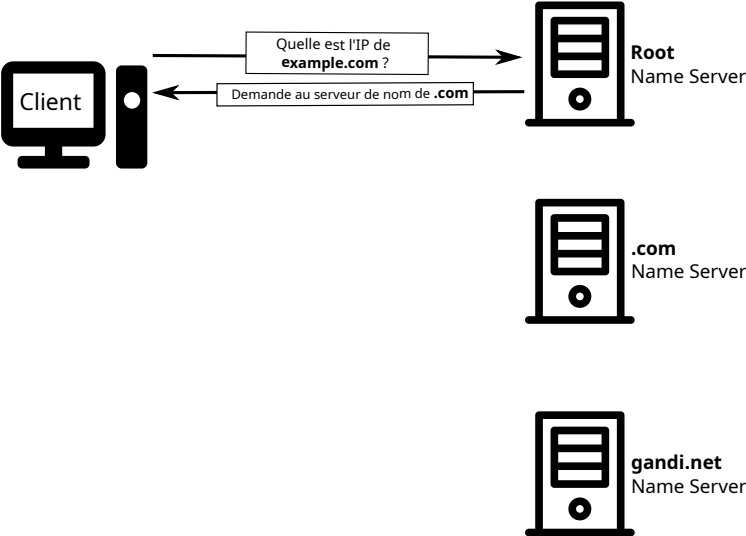 Client
Quelle est l'IP de
example.com ?
Demande au serveur de nom de .com
Root
Name Server
.com
Name Server
gandi.net
Name Server